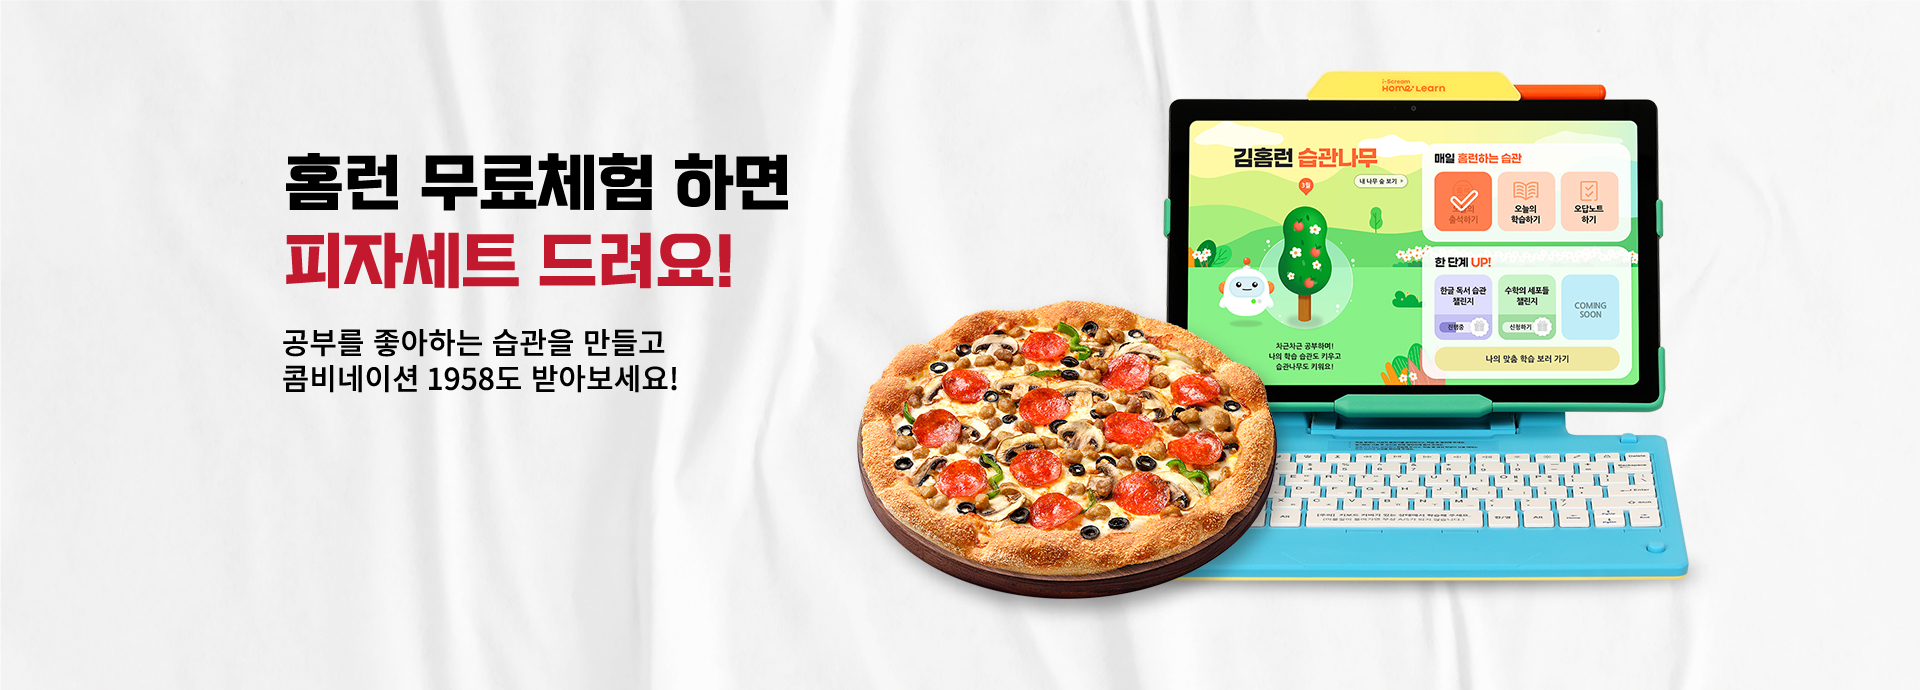 홈런 무료체험 하면
피자세트 드려요!
공부를 좋아하는 습관을 만들고
콤비네이션 1958도 받아보세요!
i-Scream
Home Learn
김홈런 습관나무
내 나무 숲 보기 >
3월
차근차근 공부하며!
나의 학습 습관도 키우고
습관나무도 키워요!
매일 홈런하는 습관
출석하기
오늘의
학습하기
오답노트
하기
한 단계 UP!
한글 독서 습관
챌린지
진행중
수학의 세포들
챌린지
신청하기
COMING
SOON
나의 맞춤 학습 보러 가기